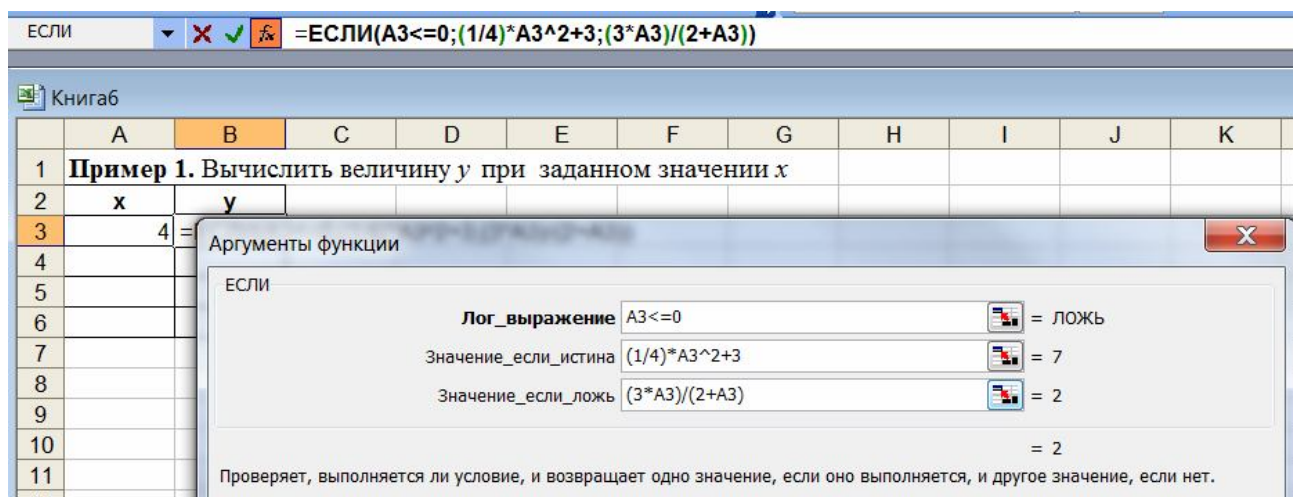 ЕСЛИ =ЕСЛИ(A3<=0;(1/4)*A3^2+3;(3*A3)/(2+A3))
Книга6
A B C D E F G H I J K
1 Пример 1. Вычислить величину y при заданном значении x
2 x y
3 4 =
Аргументы функции
4
ЕСЛИ
5
6 Лог_выражение A3<=0 = ЛОЖЬ
7 Значение_если_истина (1/4)*A3^2+3 = 7
8 Значение_если_ложь (3*A3)/(2+A3) = 2
9
10 = 2
11 Проверяет, выполняется ли условие, и возвращает одно значение, если оно выполняется, и другое значение, если нет.